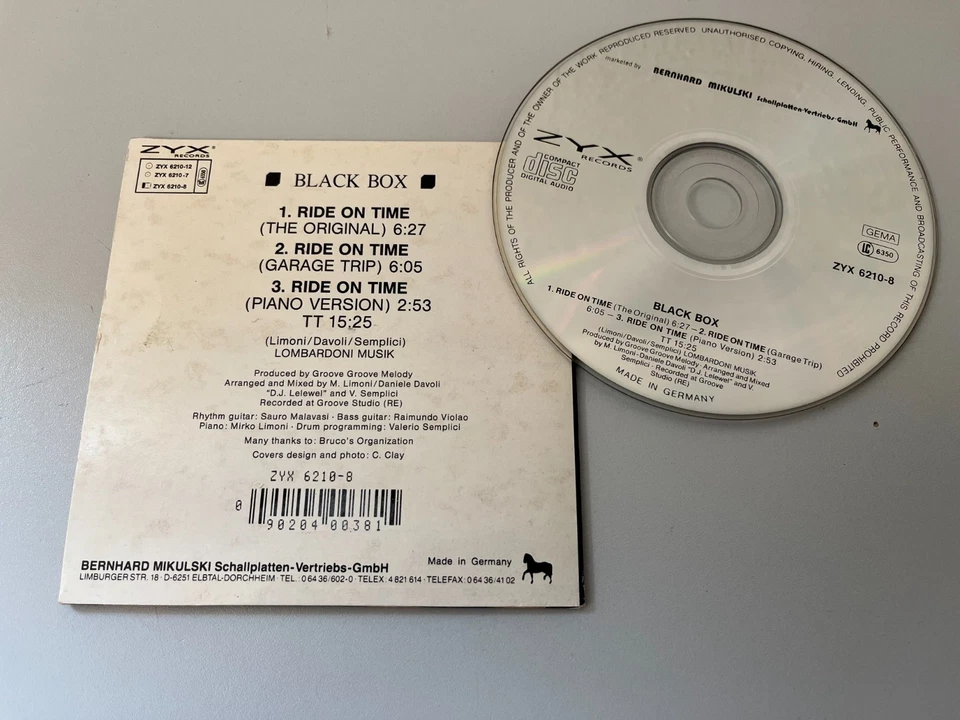 ZYX®
RECORDS
ZYX 6210-12
ZYX 6210-7
ZYX 6210-8
LC 6350
BLACK BOX
1. RIDE ON TIME
(THE ORIGINAL) 6:27
2. RIDE ON TIME
(GARAGE TRIP) 6:05
3. RIDE ON TIME
(PIANO VERSION) 2:53
TT 15:25
(Limoni/Davoli/Semplici)
LOMBARDONI MUSIK
Produced by Groove Groove Melody
Arranged and Mixed by M. Limoni/Daniele Davoli
"D.J. Lelewel" and V. Semplici
Recorded at Groove Studio (RE)
Rhythm guitar: Sauro Malavasi · Bass guitar: Raimundo Violao
Piano: Mirko Limoni · Drum programming: Valerio Semplici
Many thanks to: Bruco's Organization
Covers design and photo: C. Clay
ZYX 6210-8
0 90204 00381
BERNHARD MIKULSKI Schallplatten-Vertriebs-GmbH
Made in Germany
LIMBURGER STR. 18 · D-6251 ELBTAL-DORCHHEIM · TEL.: 0 64 36/602-0 · TELEX: 4 821 614 · TELEFAX: 0 64 36/41 02
ALL RIGHTS OF THE PRODUCER AND OF THE OWNER OF THE WORK REPRODUCED RESERVED UNAUTHORISED COPYING, HIRING, LENDING, PUBLIC PERFORMANCE AND BROADCASTING OF THIS RECORD PROHIBITED
marketed by
BERNHARD MIKULSKI Schallplatten-Vertriebs-GmbH
ZYX®
RECORDS
COMPACT
disc
DIGITAL AUDIO
GEMA
LC 6350
ZYX 6210-8
BLACK BOX
1. RIDE ON TIME (The Original) 6:27 – 2. RIDE ON TIME (Garage Trip)
6:05 – 3. RIDE ON TIME (Piano Version) 2:53
TT 15:25
(Limoni/Davoli/Semplici) LOMBARDONI MUSIK
Produced by Groove Groove Melody · Arranged and Mixed
by M. Limoni-Daniele Davoli "D.J. Lelewel" and V.
Semplici · Recorded at Groove
Studio (RE)
MADE IN GERMANY